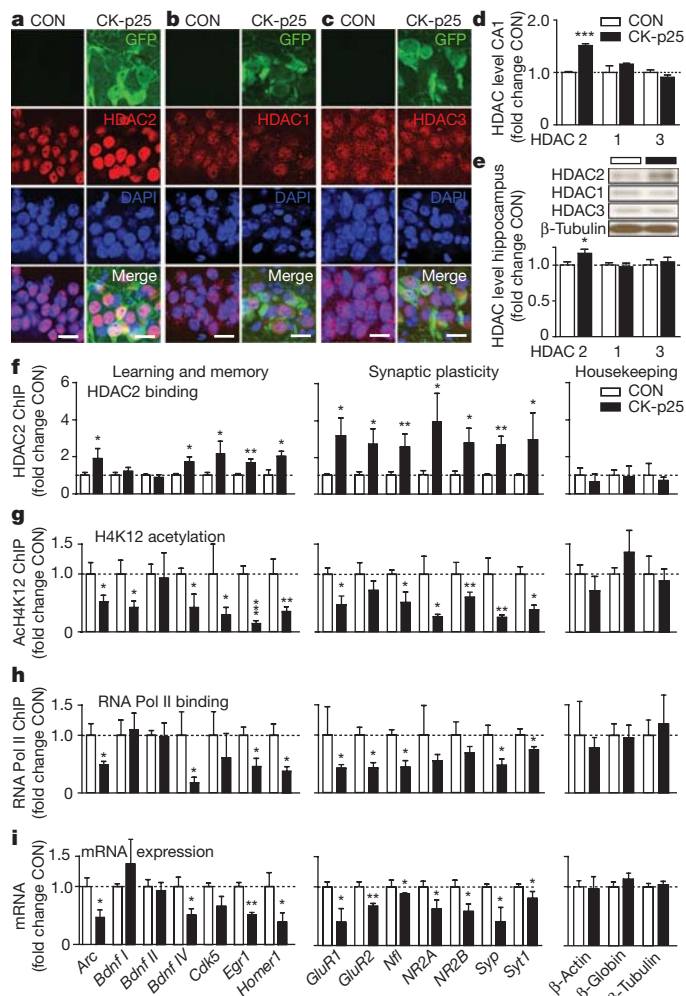 a CON CK-p25 b CON CK-p25 c CON CK-p25
GFP GFP GFP
HDAC2 HDAC1 HDAC3
DAPI DAPI DAPI
Merge Merge Merge
d
CON
CK-p25
HDAC level CA1
(fold change CON)
2.0
***
1.0
0
HDAC 2 1 3
e
HDAC2
HDAC1
HDAC3
β-Tubulin
HDAC level hippocampus
(fold change CON)
*
1.0
0
HDAC 2 1 3
f
Learning and memory Synaptic plasticity Housekeeping
HDAC2 binding
CON
CK-p25
HDAC2 ChIP
(fold change CON)
6
4
2
0
* * * ** *
* * ** * * ** *
g
H4K12 acetylation
AcH4K12 ChIP
(fold change CON)
1.5
1.0
0
* * * * *** **
* * * ** ** *
h
RNA Pol II binding
RNA Pol II ChIP
(fold change CON)
1.5
1.0
0
* * * *
* * * * *
i
mRNA expression
mRNA
(fold change CON)
1.5
1.0
0
* * ** *
* ** * * * * *
Arc Bdnf I Bdnf II Bdnf IV Cdk5 Egr1 Homer1
GluR1 GluR2 Nfl NR2A NR2B Syp Syt1
β-Actin β-Globin β-Tubulin